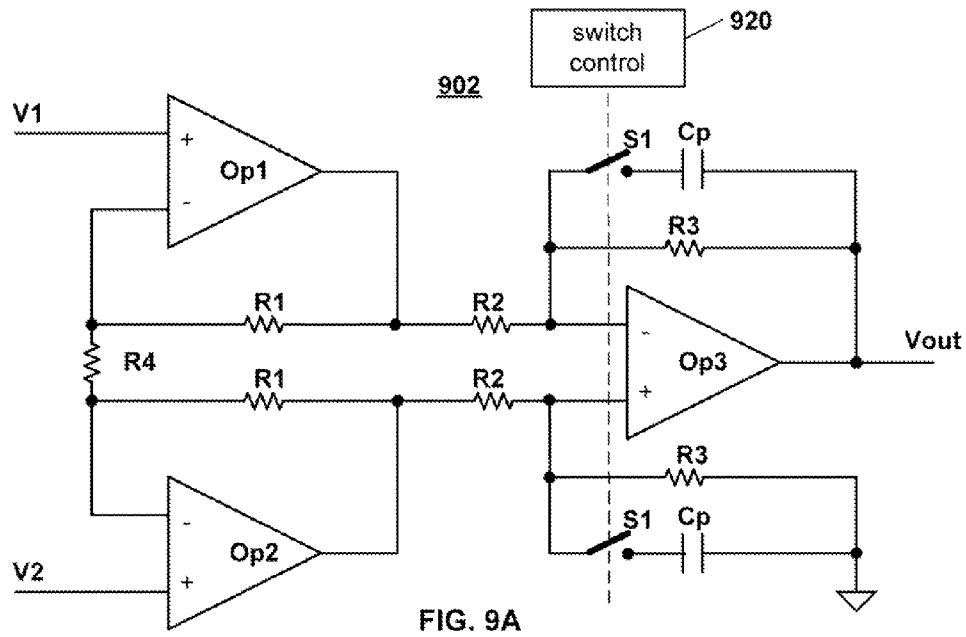 switch
control
920
902
V1
+
-
Op1
S1
Cp
R3
R1
R2
-
+
Op3
Vout
R4
R1
R2
R3
-
+
Op2
S1
Cp
V2
FIG. 9A